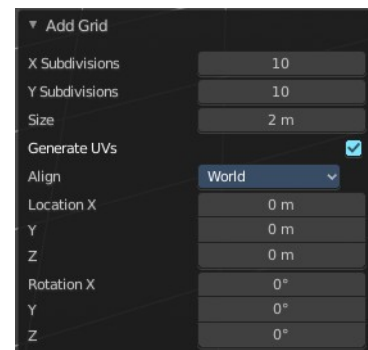 Add Grid
X Subdivisions 10
Y Subdivisions 10
Size 2 m
Generate UVs
Align World
Location X 0 m
Y 0 m
Z 0 m
Rotation X 0°
Y 0°
Z 0°